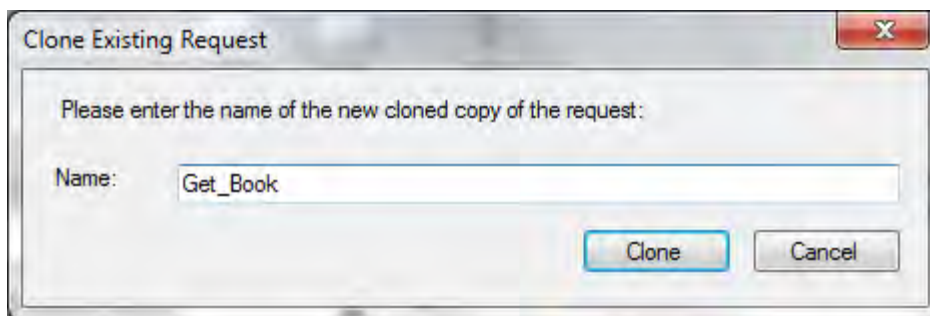 Clone Existing Request
Please enter the name of the new cloned copy of the request:
Name: Get_Book
Clone Cancel